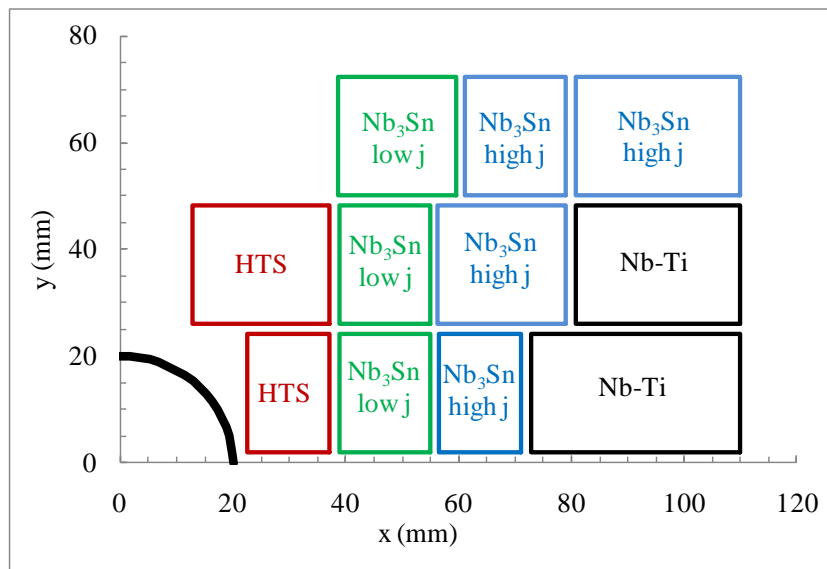 80
60
40
20
0
y (mm)
Nb₃Sn
low j
Nb₃Sn
high j
Nb₃Sn
high j
HTS
Nb₃Sn
low j
Nb₃Sn
high j
Nb-Ti
HTS
Nb₃Sn
low j
Nb₃Sn
high j
Nb-Ti
0 20 40 60 80 100 120
x (mm)